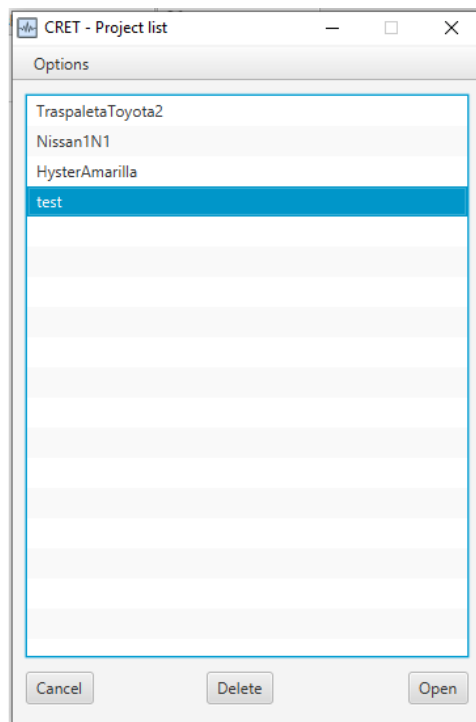 CRET - Project list
Options
TraspaletaToyota2
Nissan1N1
HysterAmarilla
test
Cancel Delete Open